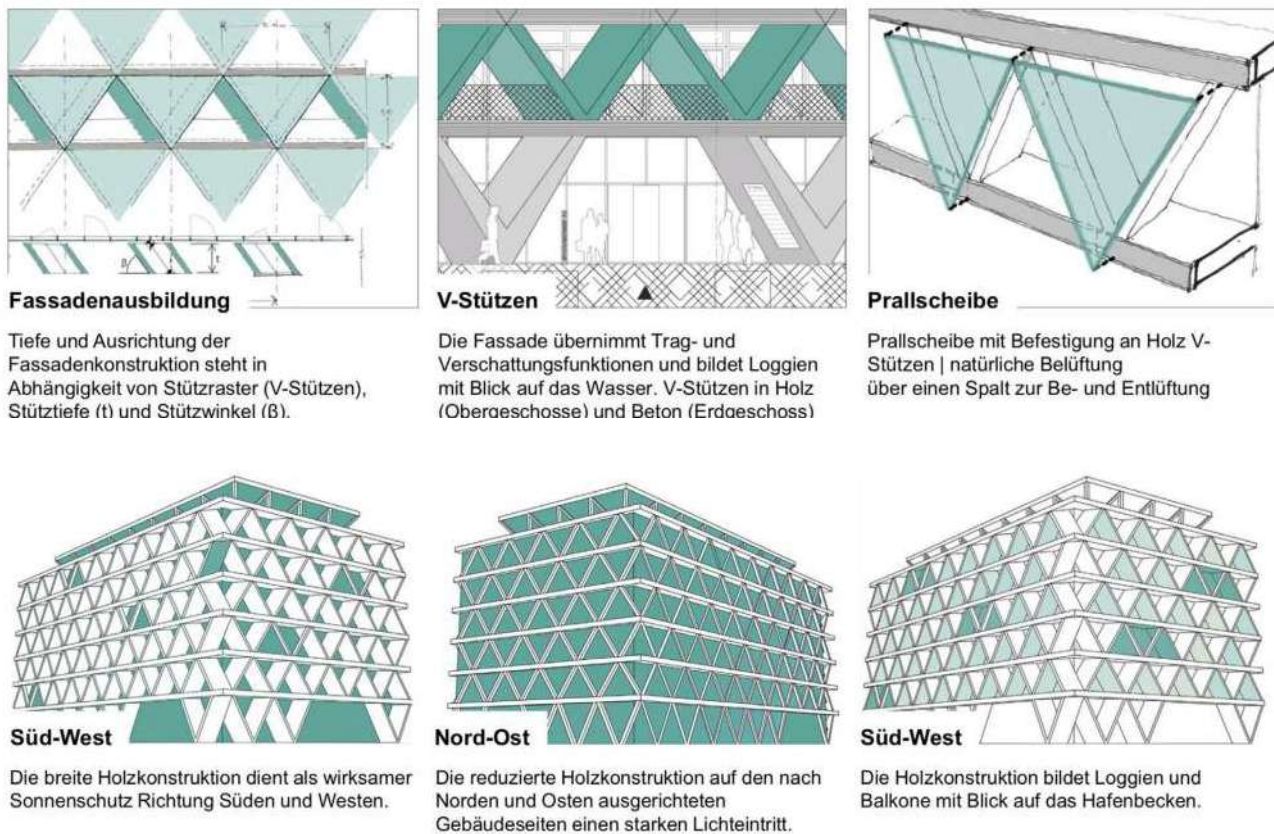 Fassadenausbildung
Tiefe und Ausrichtung der
Fassadenkonstruktion steht in
Abhängigkeit von Stützraster (V-Stützen),
Stütztiefe (t) und Stützwinkel (ß).
V-Stützen
Die Fassade übernimmt Trag- und
Verschattungsfunktionen und bildet Loggien
mit Blick auf das Wasser. V-Stützen in Holz
(Obergeschosse) und Beton (Erdgeschoss)
Prallscheibe
Prallscheibe mit Befestigung an Holz V-
Stützen | natürliche Belüftung
über einen Spalt zur Be- und Entlüftung
Süd-West
Die breite Holzkonstruktion dient als wirksamer
Sonnenschutz Richtung Süden und Westen.
Nord-Ost
Die reduzierte Holzkonstruktion auf den nach
Norden und Osten ausgerichteten
Gebäudeseiten einen starken Lichteintritt.
Süd-West
Die Holzkonstruktion bildet Loggien und
Balkone mit Blick auf das Hafenbecken.